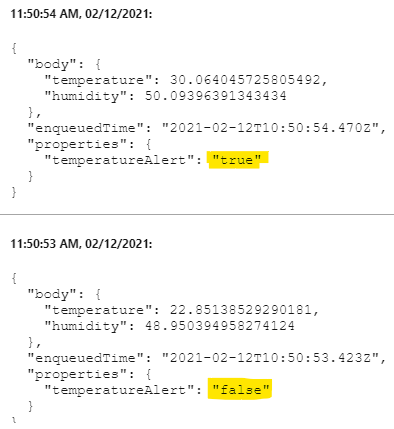 11:50:54 AM, 02/12/2021:
{
"body": {
"temperature": 30.064045725805492,
"humidity": 50.09396391343434
},
"enqueuedTime": "2021-02-12T10:50:54.470Z",
"properties": {
"temperatureAlert": "true"
}
}
11:50:53 AM, 02/12/2021:
{
"body": {
"temperature": 22.85138529290181,
"humidity": 48.950394958274124
},
"enqueuedTime": "2021-02-12T10:50:53.423Z",
"properties": {
"temperatureAlert": "false"
}
}